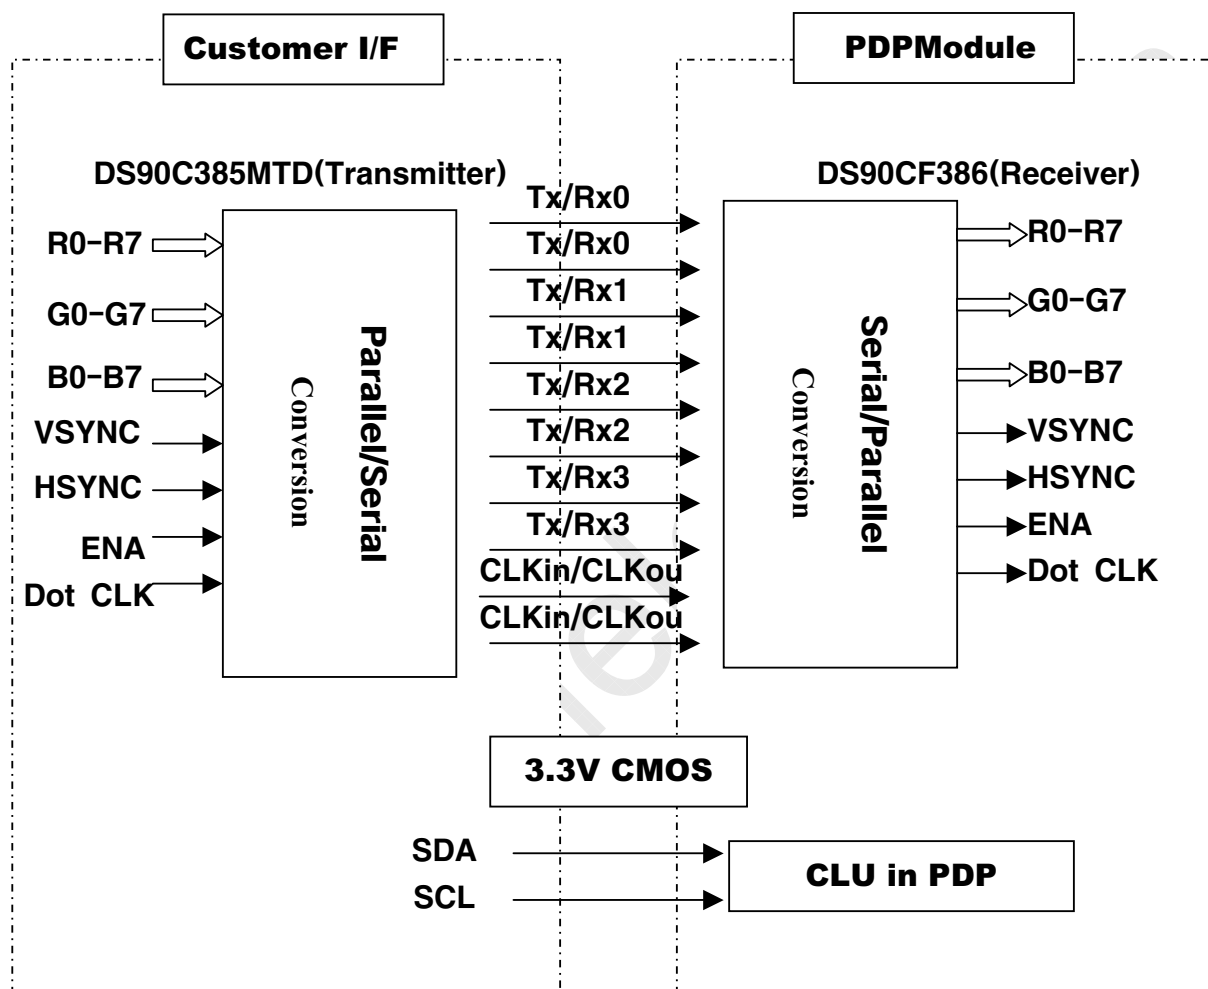 Customer I/F
PDPModule
DS90C385MTD(Transmitter)
DS90CF386(Receiver)
R0-R7
G0-G7
B0-B7
VSYNC
HSYNC
ENA
Dot CLK
Parallel/Serial
Conversion
Tx/Rx0
Tx/Rx0
Tx/Rx1
Tx/Rx1
Tx/Rx2
Tx/Rx2
Tx/Rx3
Tx/Rx3
CLKin/CLKou
CLKin/CLKou
Serial/Parallel
Conversion
R0-R7
G0-G7
B0-B7
VSYNC
HSYNC
ENA
Dot CLK
3.3V CMOS
SDA
SCL
CLU in PDP